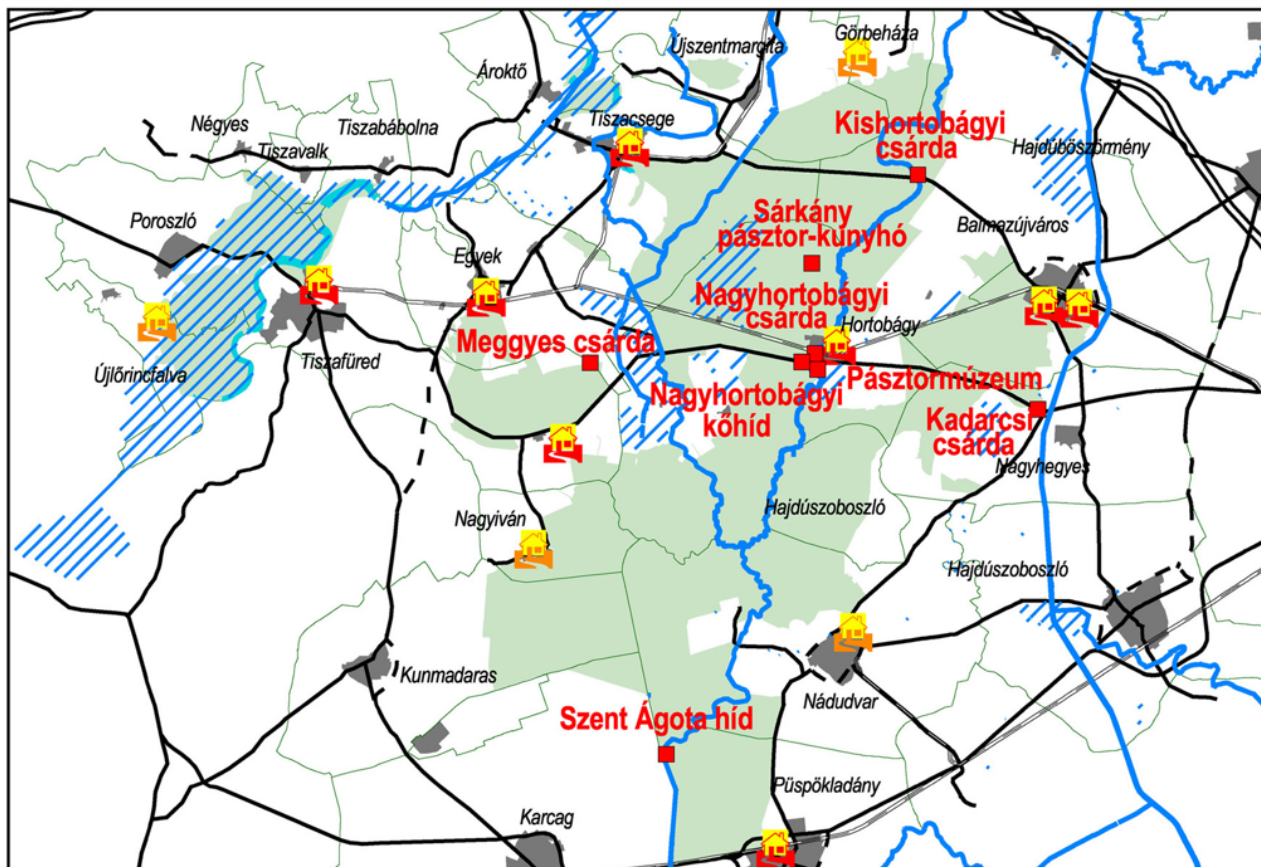 Görbeháza
Újszentmargita
Ároktő
Tiszacsege
Négyes
Tiszabábolna
Tiszavalk
Kishortobágyi
csárda
Hajdúböszörmény
Poroszló
Sárkány
pásztor-kunyhó
Balmazújváros
Egyek
Nagyhortobágyi
csárda
Hortobágy
Meggyes csárda
Tiszafüred
Újlőrincfalva
Nagyhortobágyi
kőhíd
Pásztormúzeum
Kadarcsi
csárda
Nagyhegyes
Nagyiván
Hajdúszoboszló
Hajdúszoboszló
Kunmadaras
Nádudvar
Szent Ágota híd
Püspökladány
Karcag